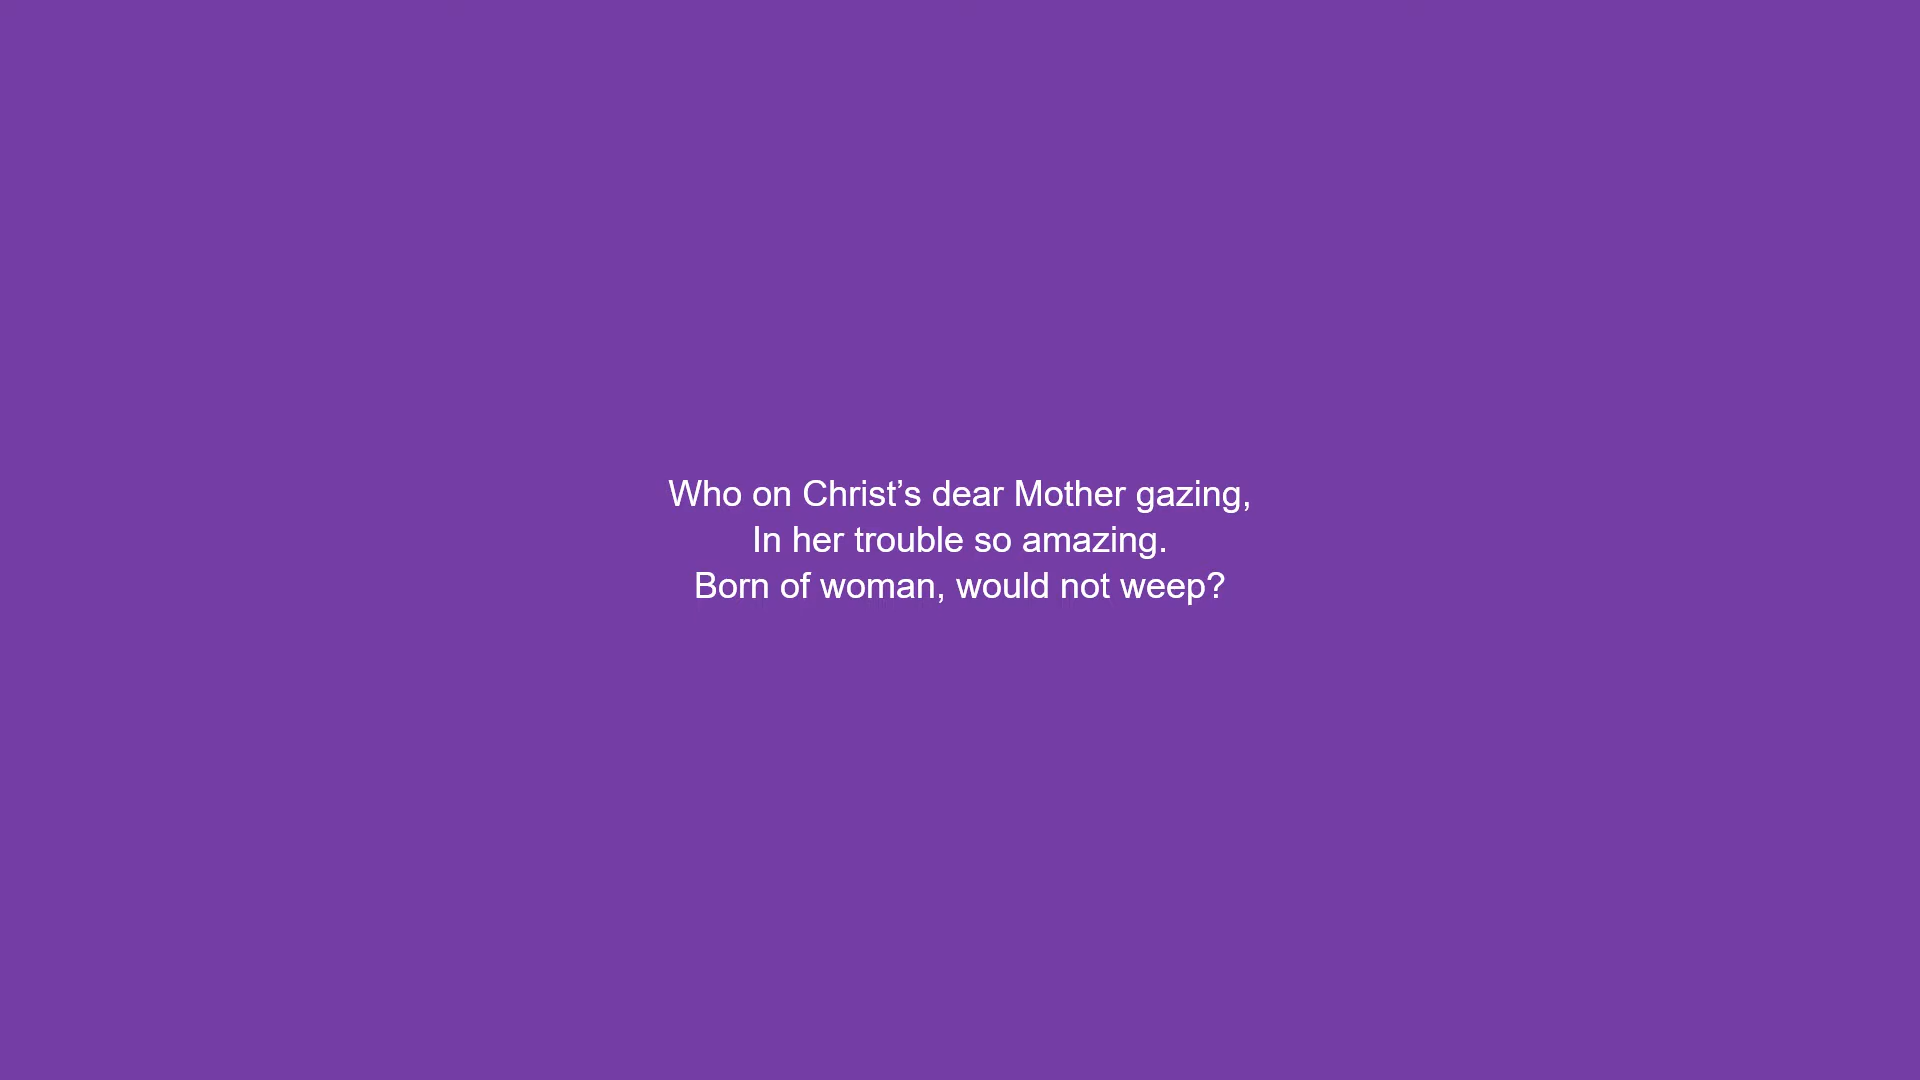 Who on Christ’s dear Mother gazing,
In her trouble so amazing.
Born of woman, would not weep?